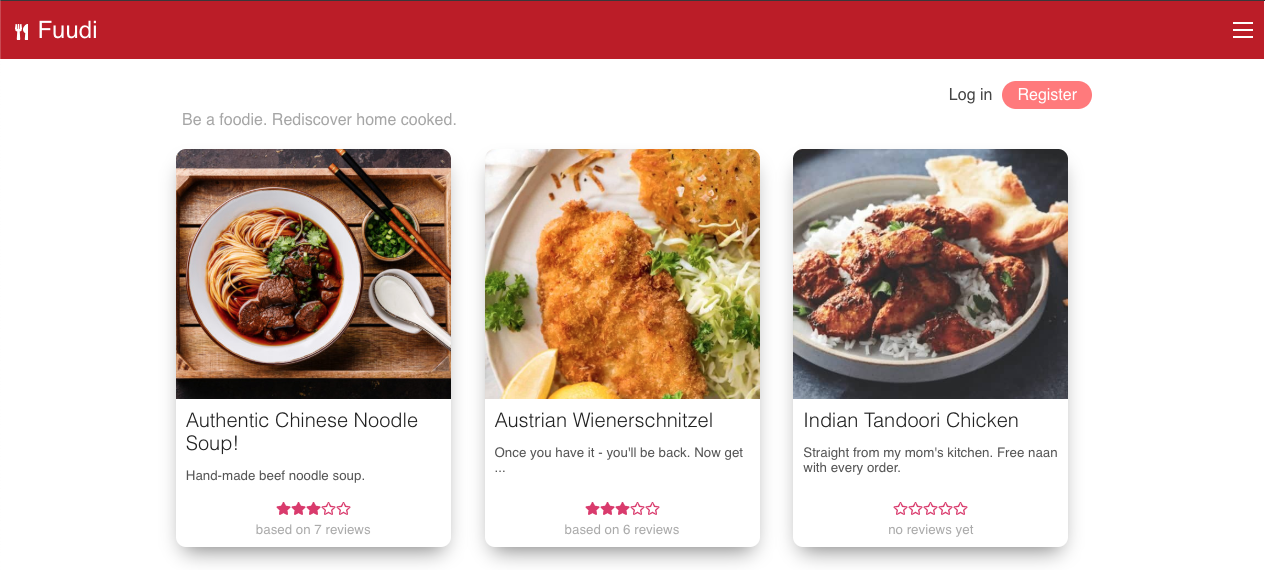 Fuudi
Log in Register
Be a foodie. Rediscover home cooked.
Authentic Chinese Noodle
Soup!
Hand-made beef noodle soup.
based on 7 reviews
Austrian Wienerschnitzel
Once you have it - you'll be back. Now get
...
based on 6 reviews
Indian Tandoori Chicken
Straight from my mom's kitchen. Free naan
with every order.
no reviews yet